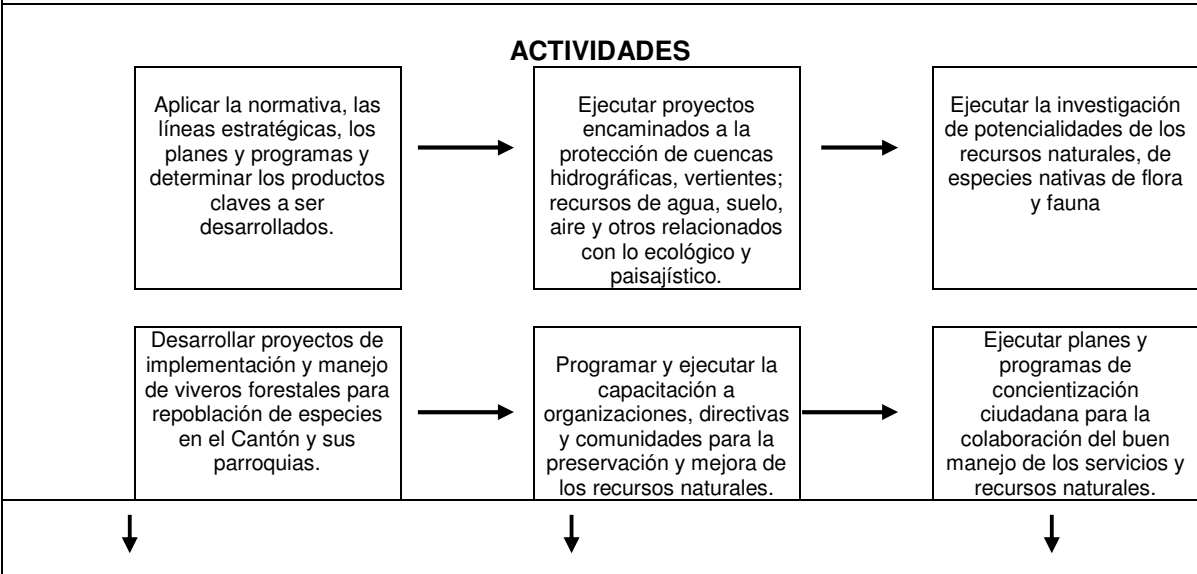 ACTIVIDADES
Aplicar la normativa, las
líneas estratégicas, los
planes y programas y
determinar los productos
claves a ser
desarrollados.
Ejecutar proyectos
encaminados a la
protección de cuencas
hidrográficas, vertientes;
recursos de agua, suelo,
aire y otros relacionados
con lo ecológico y
paisajístico.
Ejecutar la investigación
de potencialidades de los
recursos naturales, de
especies nativas de flora
y fauna
Desarrollar proyectos de
implementación y manejo
de viveros forestales para
repoblación de especies
en el Cantón y sus
parroquias.
Programar y ejecutar la
capacitación a
organizaciones, directivas
y comunidades para la
preservación y mejora de
los recursos naturales.
Ejecutar planes y
programas de
concientización
ciudadana para la
colaboración del buen
manejo de los servicios y
recursos naturales.